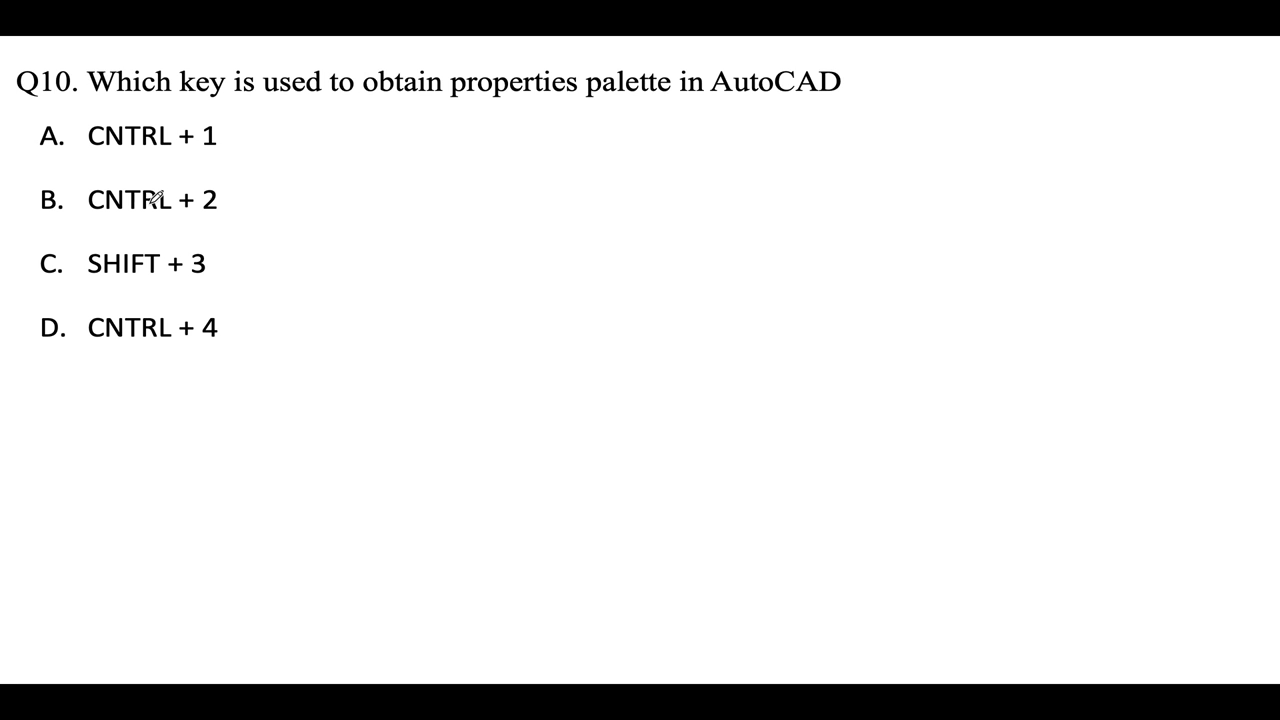 Q10. Which key is used to obtain properties palette in AutoCAD
A. CNTRL + 1
B. CNTRL + 2
C. SHIFT + 3
D. CNTRL + 4